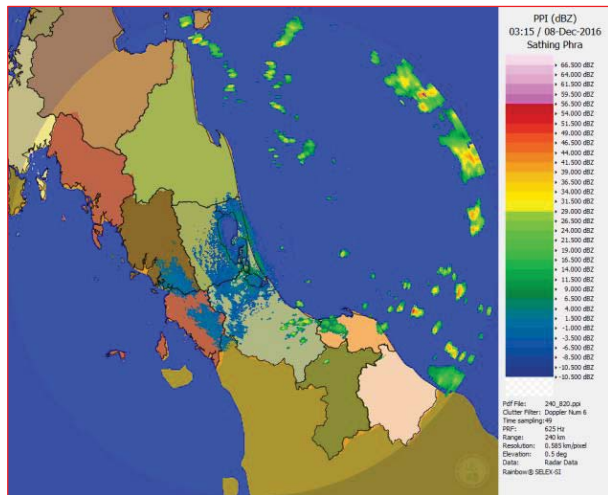 PPI (dBZ)
03:15 / 08-Dec-2016
Sathing Phra
66.500 dBZ
64.000 dBZ
61.500 dBZ
59.500 dBZ
56.500 dBZ
54.000 dBZ
51.500 dBZ
49.000 dBZ
46.500 dBZ
44.000 dBZ
41.500 dBZ
39.000 dBZ
36.500 dBZ
34.000 dBZ
31.500 dBZ
29.000 dBZ
26.500 dBZ
24.000 dBZ
21.500 dBZ
19.000 dBZ
16.500 dBZ
14.000 dBZ
11.500 dBZ
9.000 dBZ
6.500 dBZ
4.000 dBZ
1.500 dBZ
-1.000 dBZ
-3.500 dBZ
-6.000 dBZ
-8.500 dBZ
-10.500 dBZ
Pdf File: 240_820.ppi
Clutter Filter: Doppler Num 6
Time sampling: 49
PRF: 625 Hz
Range: 240 km
Resolution: 0.585 km/pixel
Elevation: 0.5 deg
Data: Radar Data
Rainbow® SELEX-SI